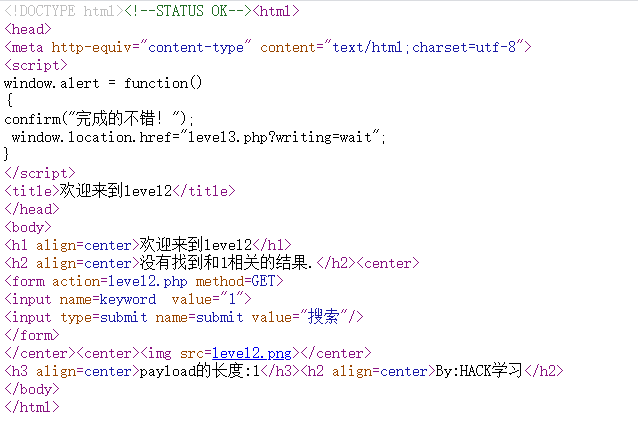 <!DOCTYPE html><!--STATUS OK--><html>
<head>
<meta http-equiv="content-type" content="text/html;charset=utf-8">
<script>
window.alert = function()
{
confirm("完成的不错！");
 window.location.href="level3.php?writing=wait";
}
</script>
<title>欢迎来到level2</title>
</head>
<body>
<h1 align=center>欢迎来到level2</h1>
<h2 align=center>没有找到和1相关的结果.</h2><center>
<form action=level2.php method=GET>
<input name=keyword  value="1">
<input type=submit name=submit value="搜索"/>
</form>
</center><center><img src=level2.png></center>
<h3 align=center>payload的长度:1</h3><h2 align=center>By:HACK学习</h2>
</body>
</html>